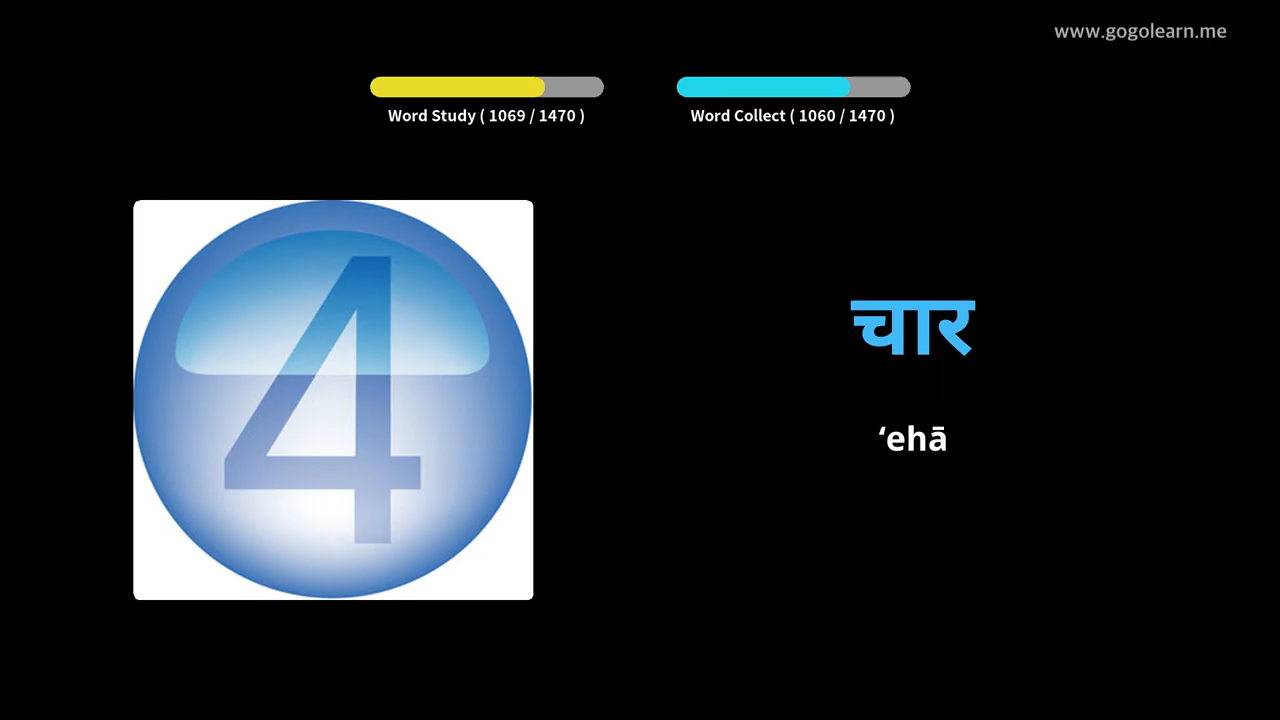 www.gogolearn.me
Word Study ( 1069 / 1470 )
Word Collect ( 1060 / 1470 )
4
चार
ʻehā